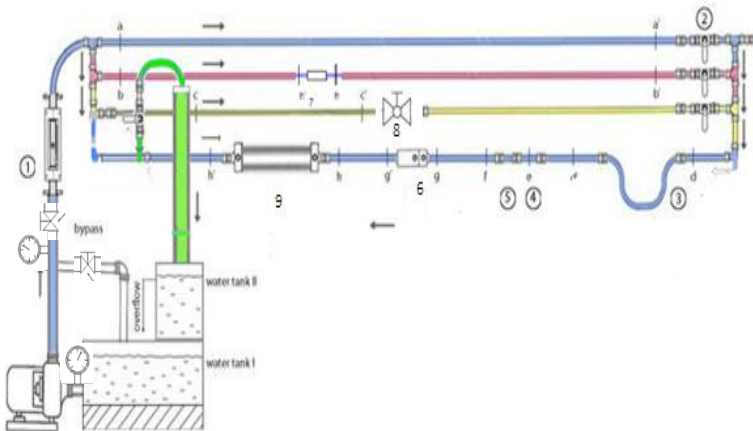 a a' ②
b 7 E b'
c c' 8
h' h g' g f e d
① 9 6 ⑤ ④ ③
bypass
overflow
water tank II
water tank I